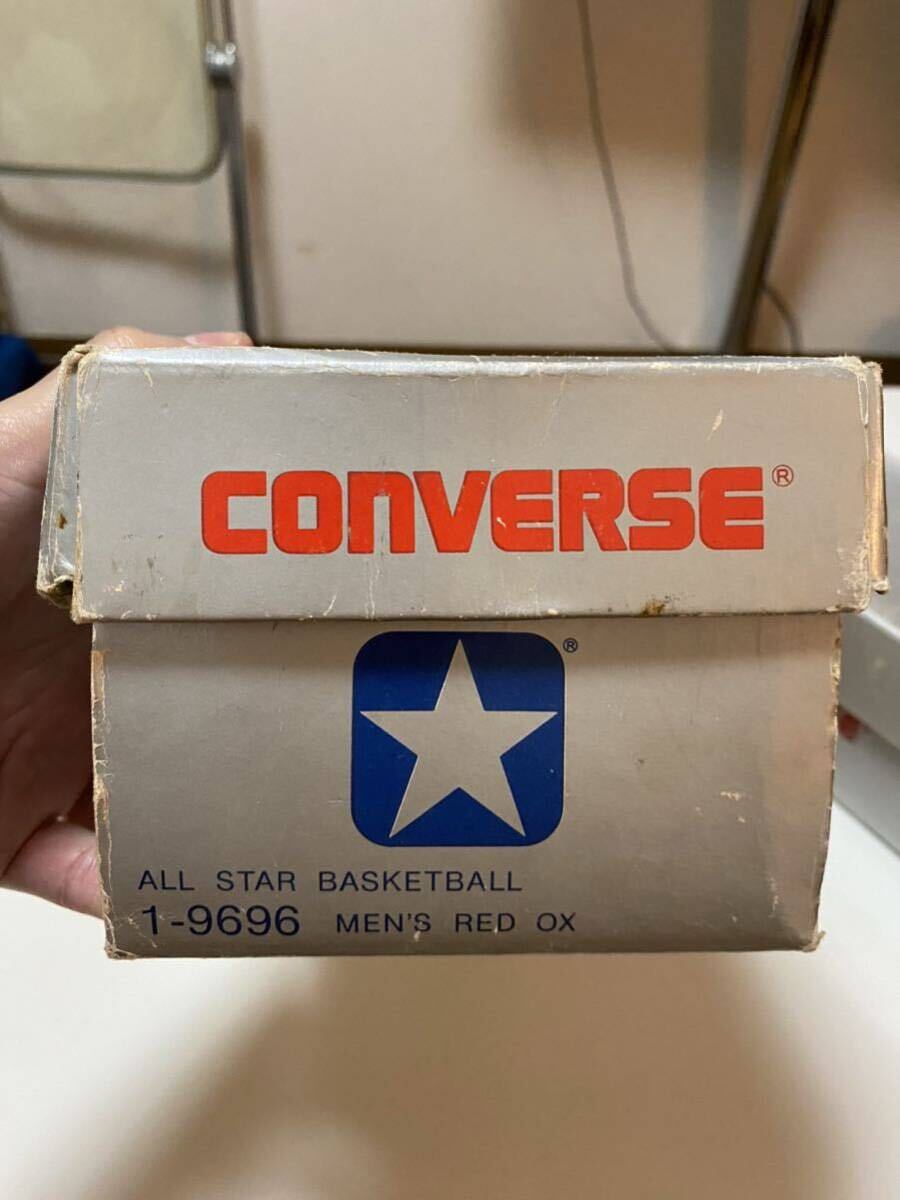 CONVERSE®
®
ALL STAR BASKETBALL
1-9696 MEN'S RED OX